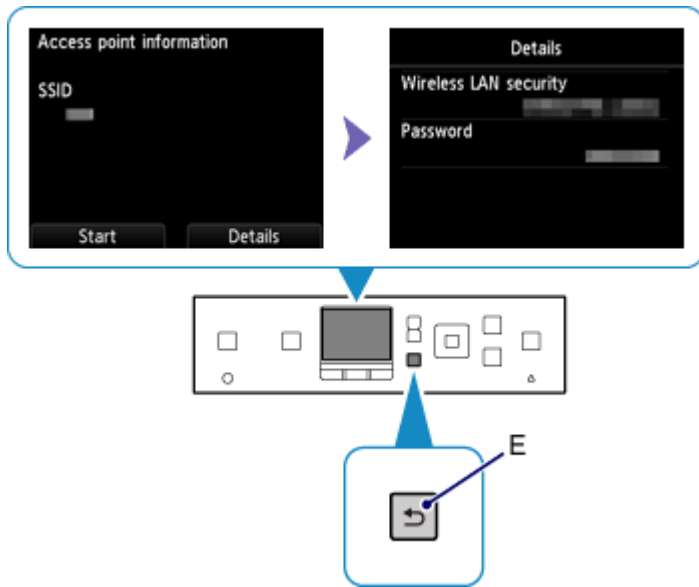 Access point information
SSID
Start
Details
Details
Wireless LAN security
Password
E